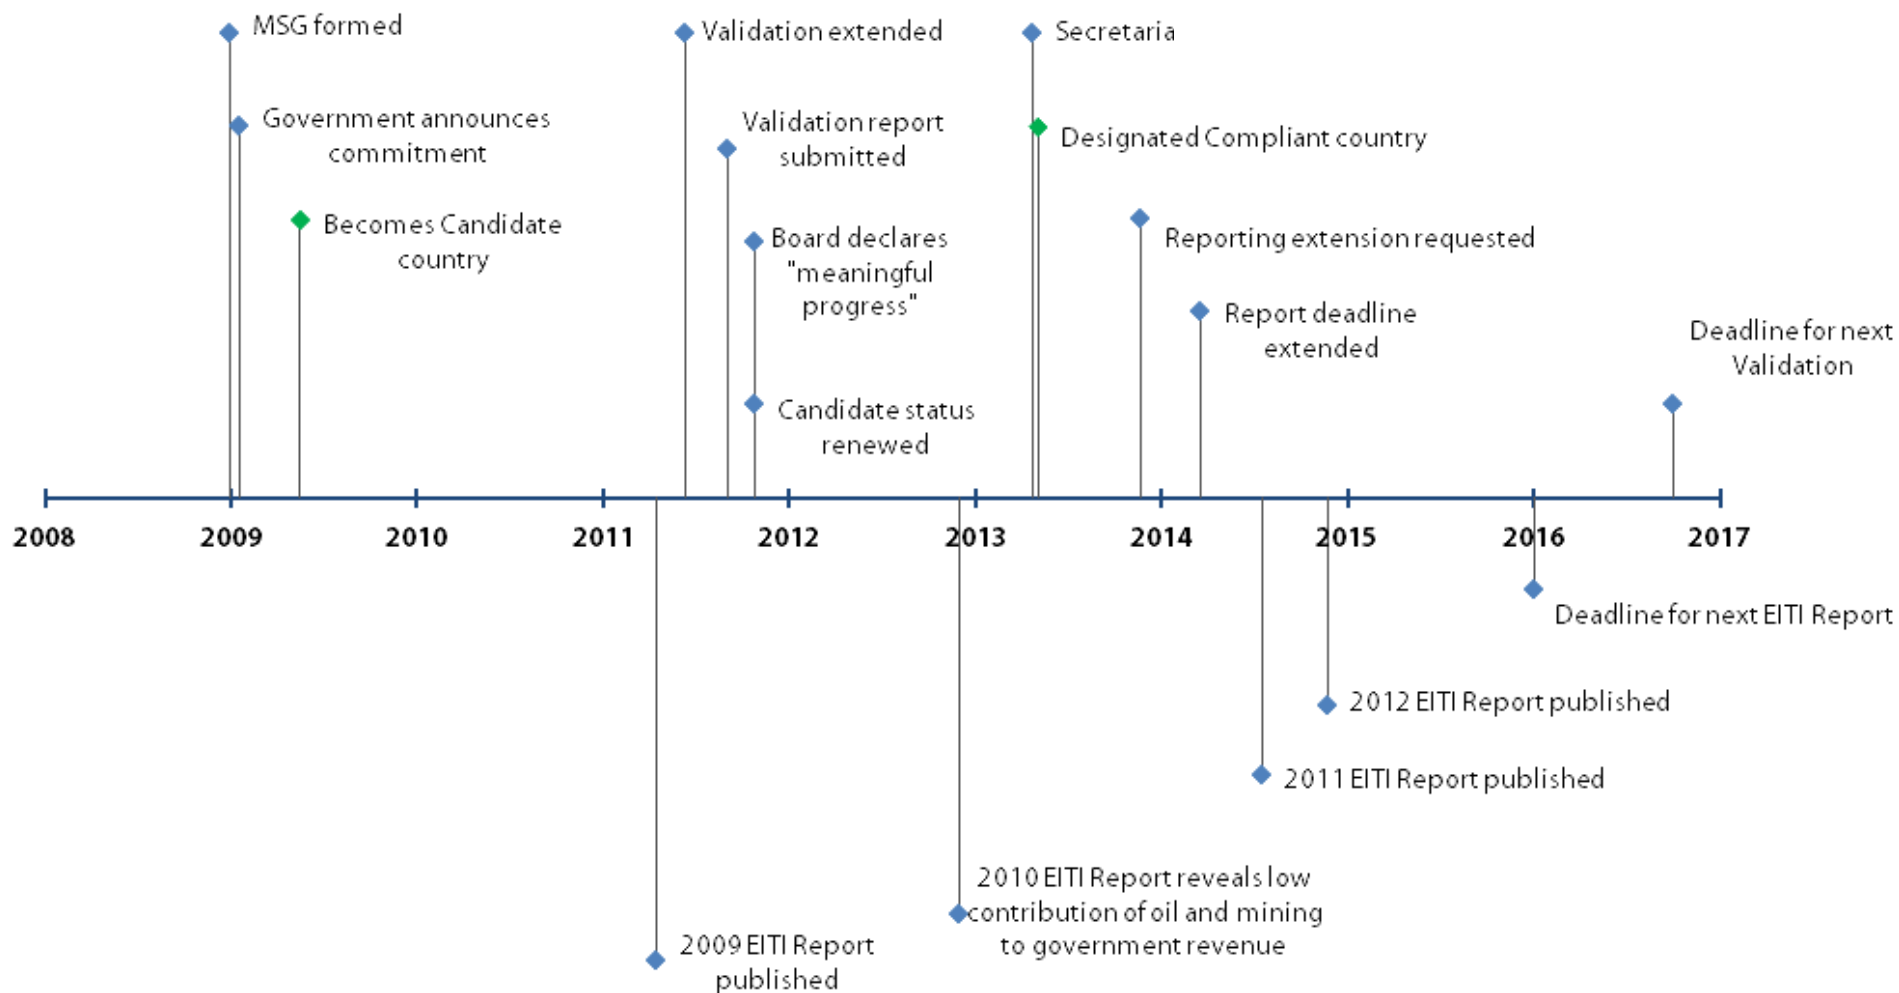 MSG formed
Validation extended
Secretaria
Government announces
commitment
Validation report
submitted
Designated Compliant country
Becomes Candidate
country
Board declares
"meaningful
progress"
Reporting extension requested
Report deadline
extended
Deadline for next
Validation
Candidate status
renewed
2008 2009 2010 2011 2012 2013 2014 2015 2016 2017
Deadline for next EITI Report
2012 EITI Report published
2011 EITI Report published
2010 EITI Report reveals low
contribution of oil and mining
to government revenue
2009 EITI Report
published